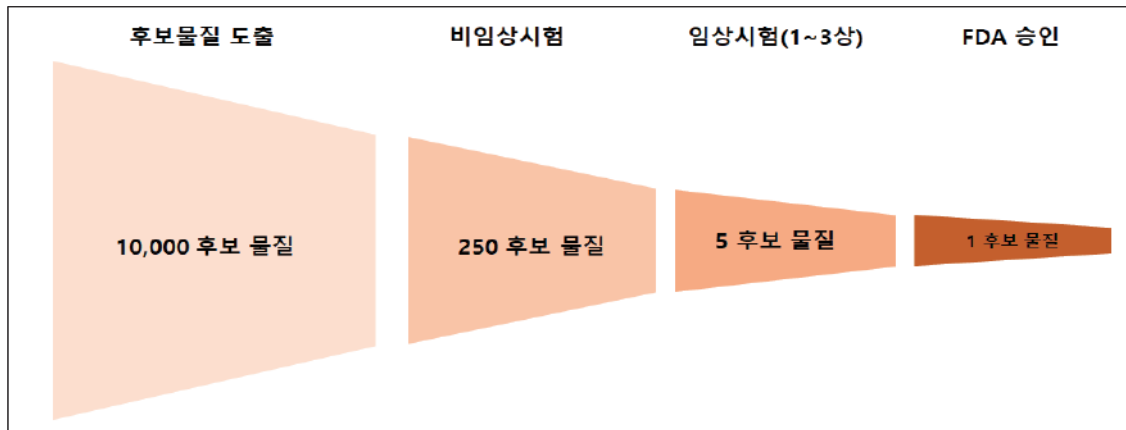 후보물질 도출
비임상시험
임상시험(1~3상)
FDA 승인
10,000 후보 물질
250 후보 물질
5 후보 물질
1 후보 물질